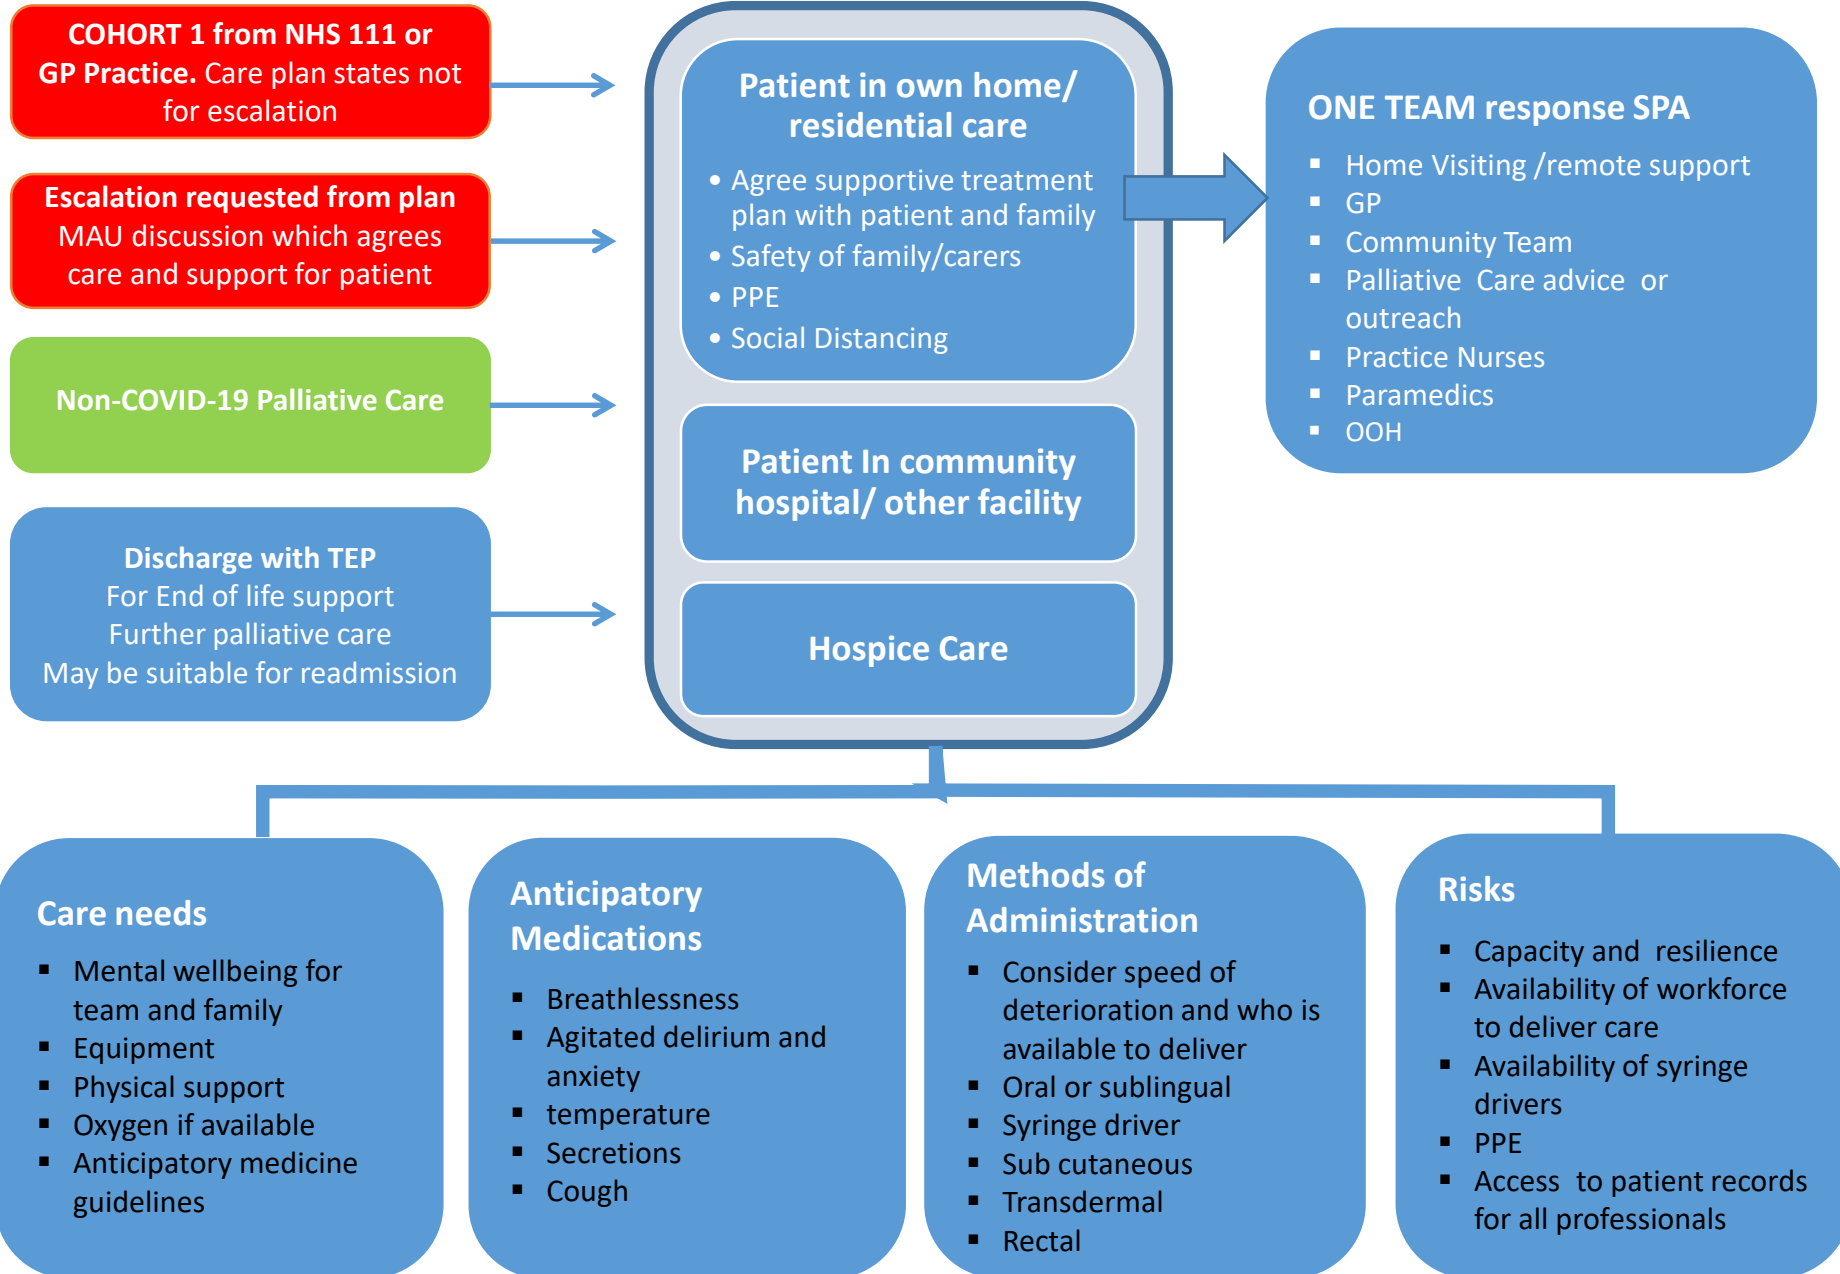 COHORT 1 from NHS 111 or
GP Practice. Care plan states not
for escalation
Escalation requested from plan
MAU discussion which agrees
care and support for patient
Non-COVID-19 Palliative Care
Discharge with TEP
For End of life support
Further palliative care
May be suitable for readmission
Patient in own home/
residential care
• Agree supportive treatment
plan with patient and family
• Safety of family/carers
• PPE
• Social Distancing
Patient In community
hospital/ other facility
Hospice Care
ONE TEAM response SPA
▪ Home Visiting /remote support
▪ GP
▪ Community Team
▪ Palliative Care advice or
outreach
▪ Practice Nurses
▪ Paramedics
▪ OOH
Care needs
▪ Mental wellbeing for
team and family
▪ Equipment
▪ Physical support
▪ Oxygen if available
▪ Anticipatory medicine
guidelines
Anticipatory
Medications
▪ Breathlessness
▪ Agitated delirium and
anxiety
▪ temperature
▪ Secretions
▪ Cough
Methods of
Administration
▪ Consider speed of
deterioration and who is
available to deliver
▪ Oral or sublingual
▪ Syringe driver
▪ Sub cutaneous
▪ Transdermal
▪ Rectal
Risks
▪ Capacity and resilience
▪ Availability of workforce
to deliver care
▪ Availability of syringe
drivers
▪ PPE
▪ Access to patient records
for all professionals